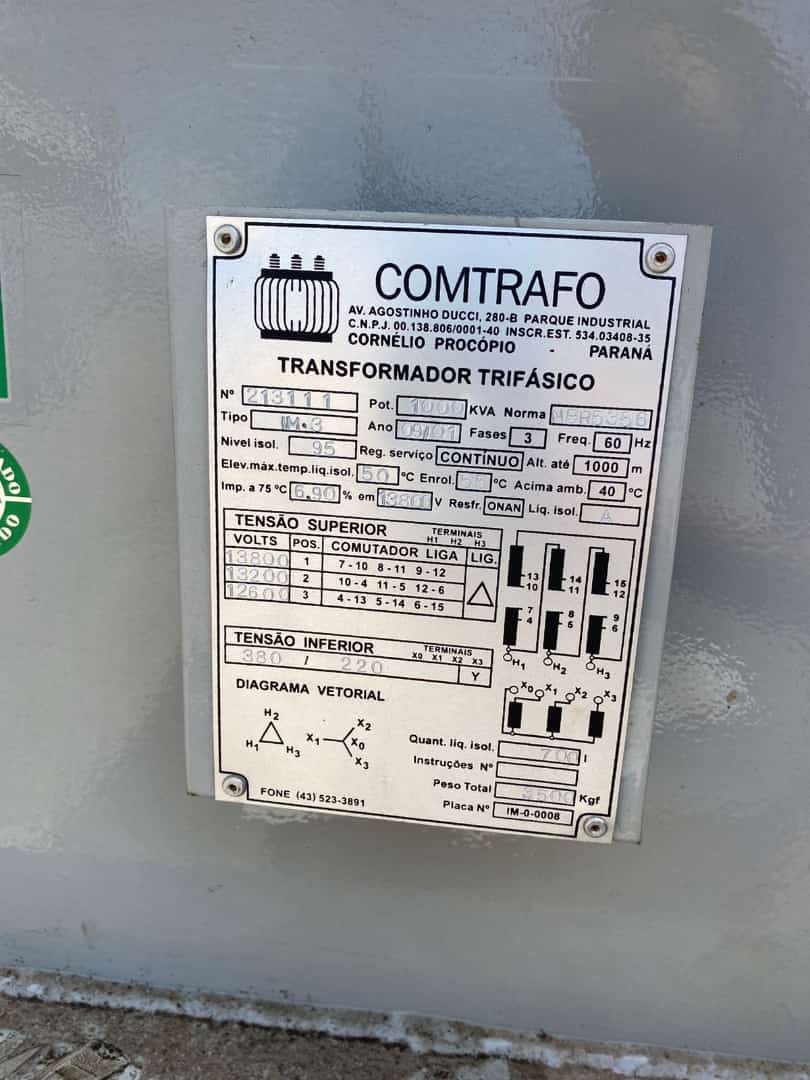 COMTRAFO
AV. AGOSTINHO DUCCI, 280-B PARQUE INDUSTRIAL
C.N.P.J. 00.138.806/0001-40 INSCR.EST. 534.03408-35
CORNÉLIO PROCÓPIO - PARANÁ
TRANSFORMADOR TRIFÁSICO
Nº 213111 Pot. 1000 KVA Norma NBR5356
Tipo IM-3 Ano 09/01 Fases 3 Freq. 60 Hz
Nivel isol. 95 Reg. serviço CONTÍNUO Alt. até 1000 m
Elev.máx.temp.liq.isol. 50 °C Enrol. 55 °C Acima amb. 40 °C
Imp. a 75 °C 6,90 % em 13800 V Resfr. ONAN Liq. isol. A
TENSÃO SUPERIOR TERMINAIS
H1 H2 H3
VOLTS POS. COMUTADOR LIGA LIG.
13800 1 7-10 8-11 9-12
13200 2 10-4 11-5 12-6
12600 3 4-13 5-14 6-15
13 14 15
10 11 12
7 8 9
4 5 6
H1 H2 H3
TENSÃO INFERIOR TERMINAIS
X0 X1 X2 X3
380 / 220 Y
X0 X1 X2 X3
DIAGRAMA VETORIAL
H2 X2
H1 H3 X1 X0
X3
Quant. liq. isol. 700 l
Instruções Nº
Peso Total 3500 Kgf
Placa Nº IM-0-0008
FONE (43) 523-3891